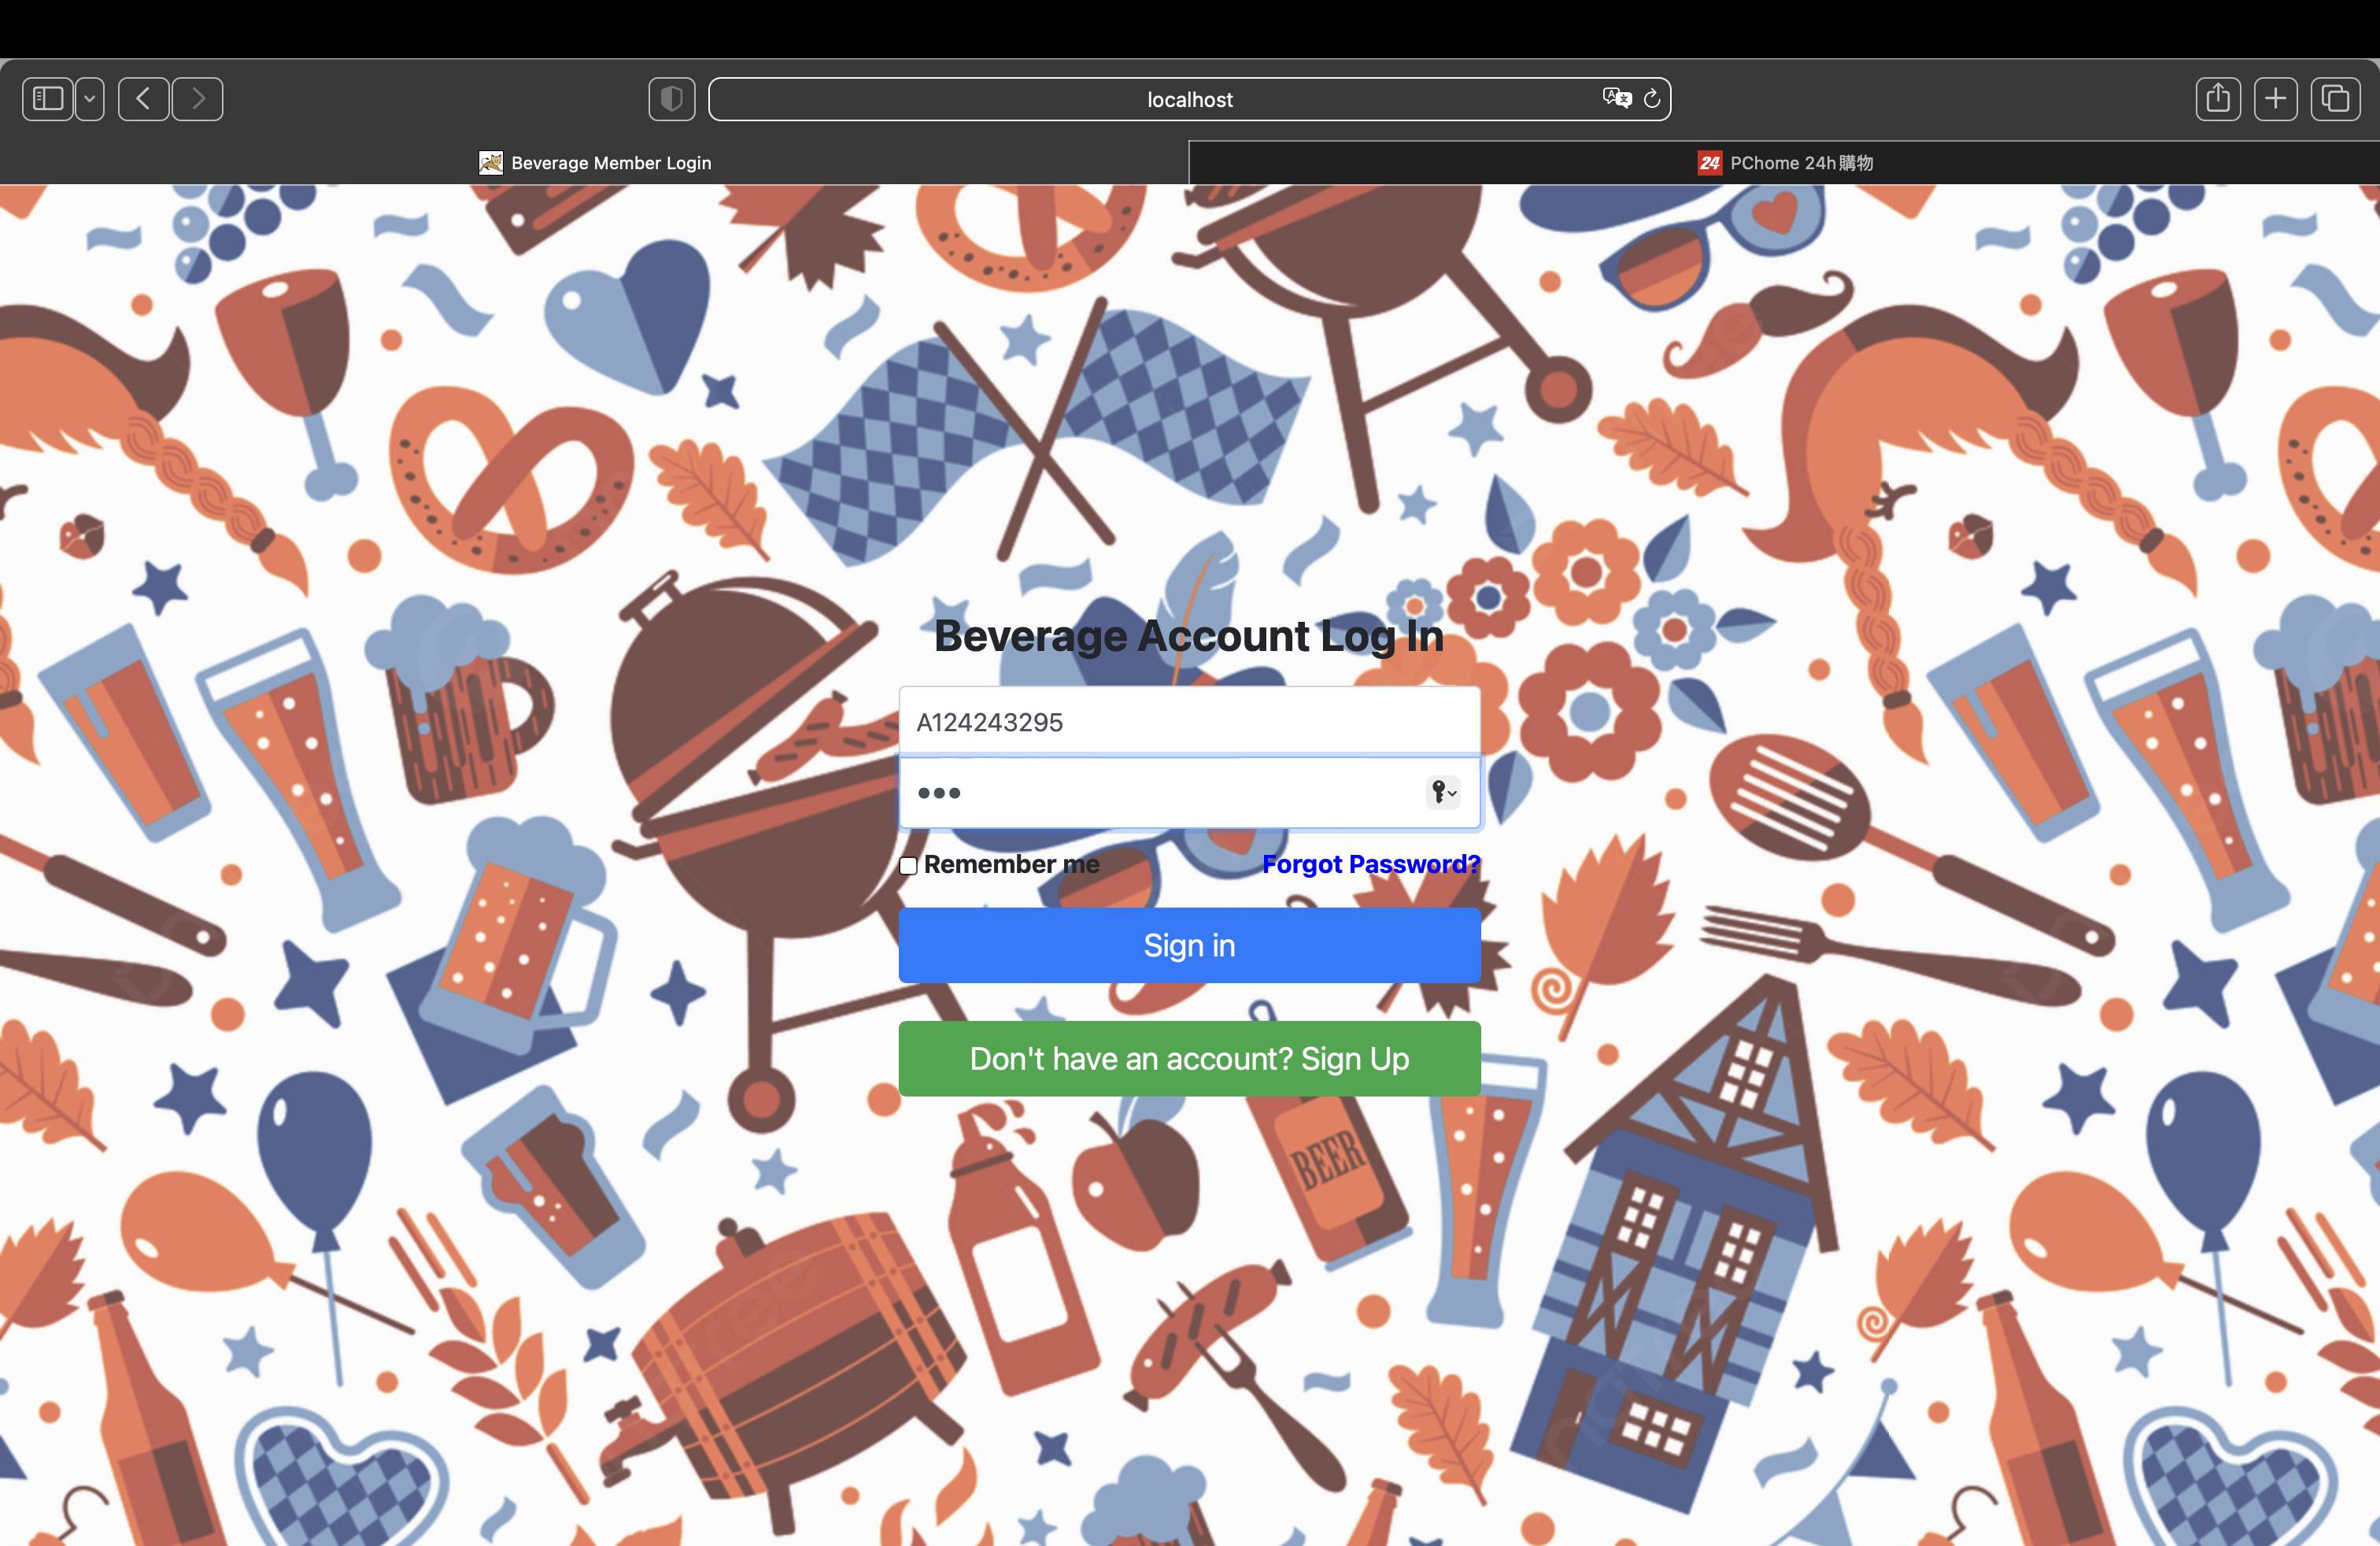 localhost
Beverage Member Login
24 PChome 24h購物
Beverage Account Log In
A124243295
Remember me
Forgot Password?
Sign in
Don't have an account? Sign Up
BEER